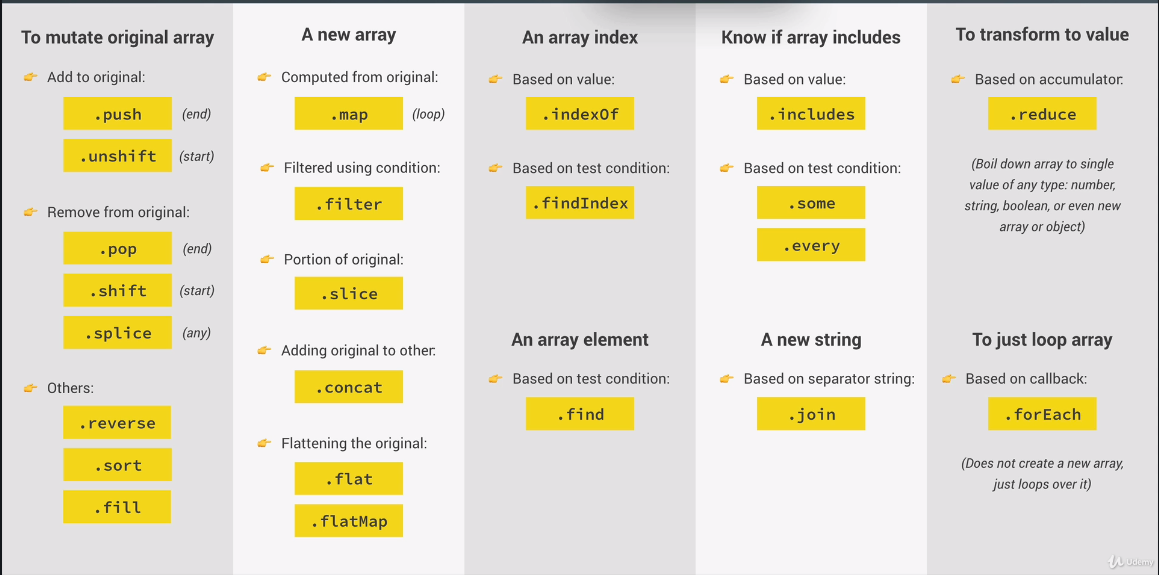 To mutate original array
Add to original:
.push (end)
.unshift (start)
Remove from original:
.pop (end)
.shift (start)
.splice (any)
Others:
.reverse
.sort
.fill
A new array
Computed from original:
.map (loop)
Filtered using condition:
.filter
Portion of original:
.slice
Adding original to other:
.concat
Flattening the original:
.flat
.flatMap
An array index
Based on value:
.indexOf
Based on test condition:
.findIndex
An array element
Based on test condition:
.find
Know if array includes
Based on value:
.includes
Based on test condition:
.some
.every
A new string
Based on separator string:
.join
To transform to value
Based on accumulator:
.reduce
(Boil down array to single
value of any type: number,
string, boolean, or even new
array or object)
To just loop array
Based on callback:
.forEach
(Does not create a new array,
just loops over it)
Udemy